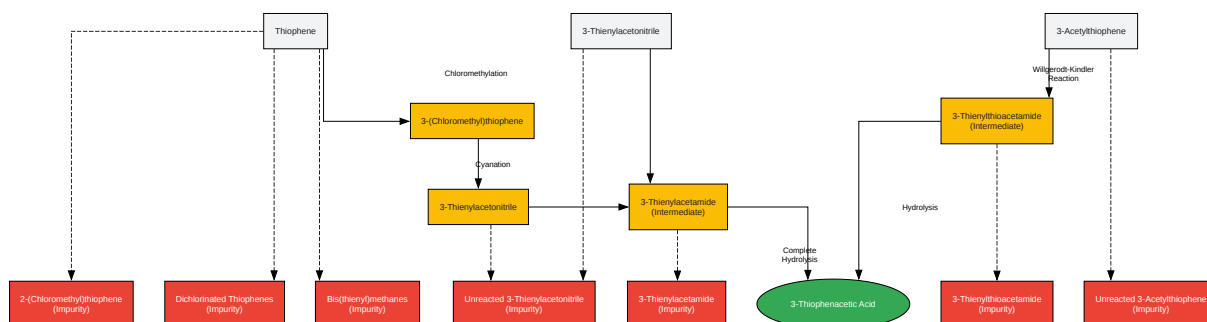 Thiophene
3-Thienylacetonitrile
3-Acetylthiophene
Chloromethylation
Willgerodt-Kindler
Reaction
3-(Chloromethyl)thiophene
3-Thienylthioacetamide
(Intermediate)
Cyanation
3-Thienylacetonitrile
3-Thienylacetamide
(Intermediate)
Hydrolysis
Complete
Hydrolysis
2-(Chloromethyl)thiophene
(Impurity)
Dichlorinated Thiophenes
(Impurity)
Bis(thienyl)methanes
(Impurity)
Unreacted 3-Thienylacetonitrile
(Impurity)
3-Thienylacetamide
(Impurity)
3-Thiophenacetic Acid
3-Thienylthioacetamide
(Impurity)
Unreacted 3-Acetylthiophene
(Impurity)